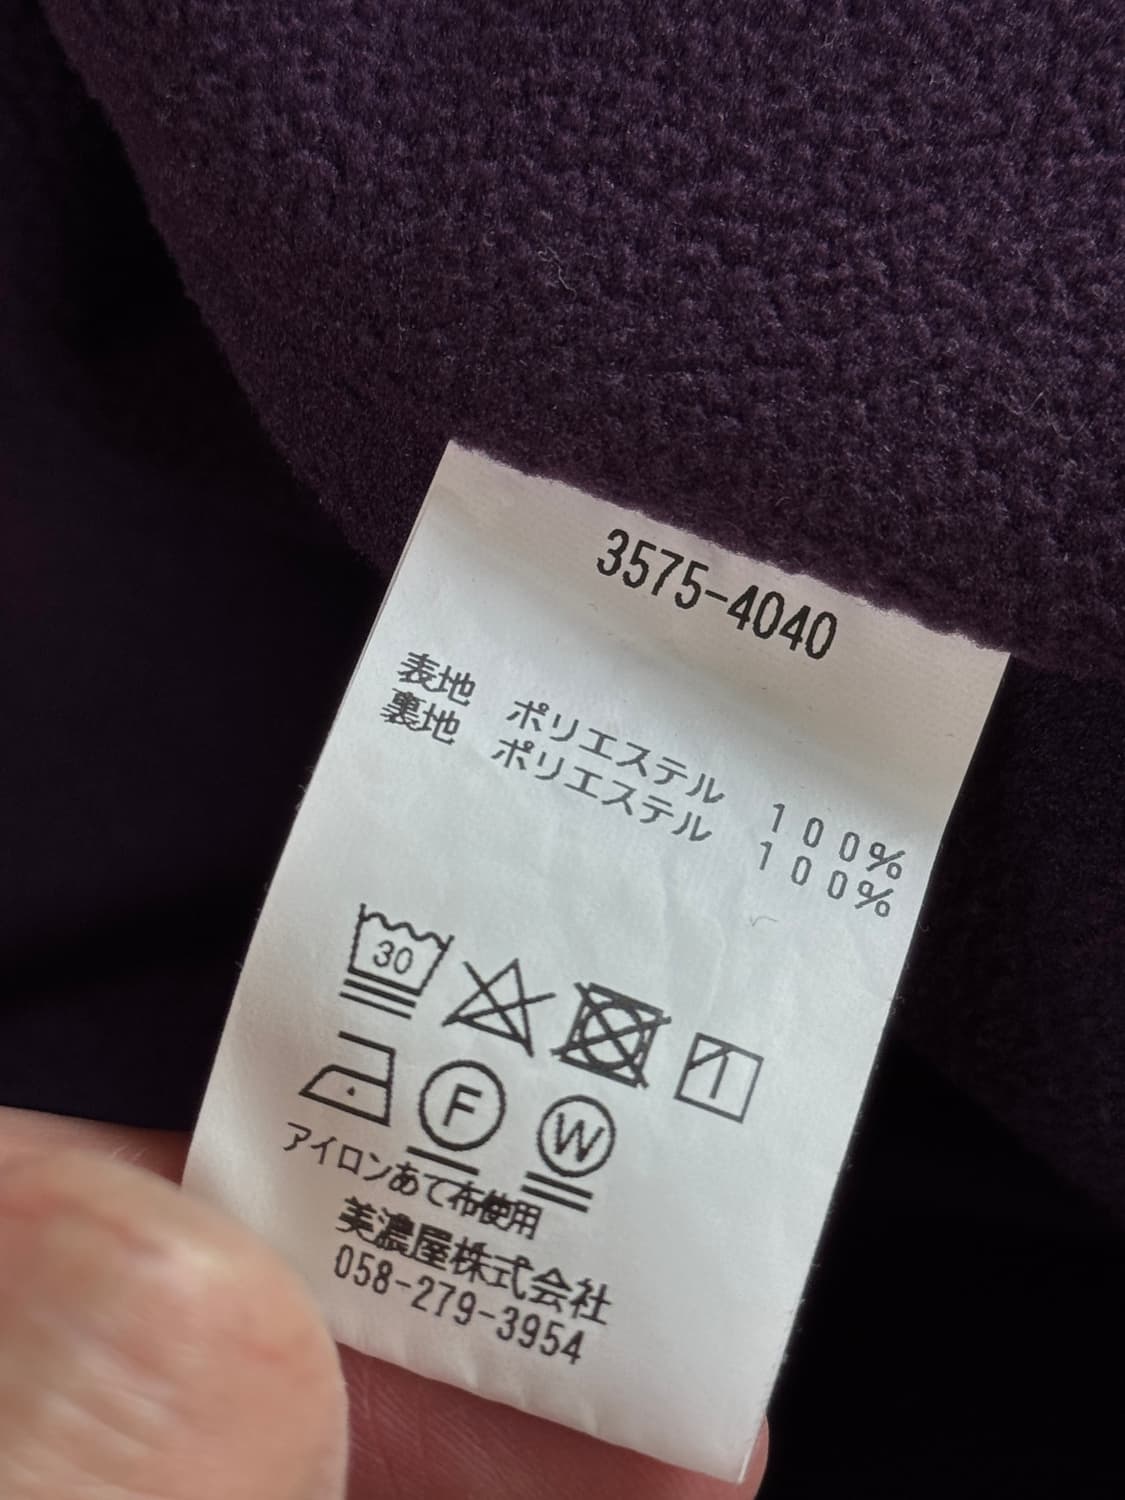 3575-4040
表地 ポリエステル 100%
裏地 ポリエステル 100%
30
F W
アイロンあて布使用
美濃屋株式会社
058-279-3954